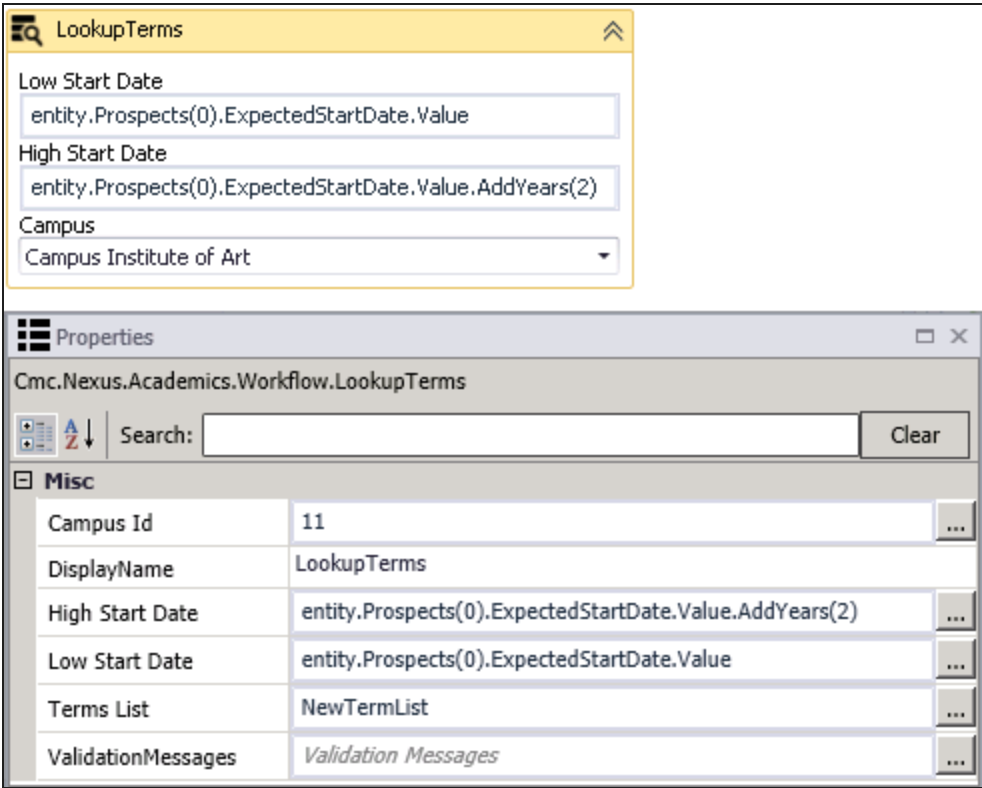 LookupTerms
Low Start Date
entity.Prospects(0).ExpectedStartDate.Value
High Start Date
entity.Prospects(0).ExpectedStartDate.Value.AddYears(2)
Campus
Campus Institute of Art
Properties
Cmc.Nexus.Academics.Workflow.LookupTerms
A Z Search: Clear
Misc
Campus Id 11 ...
DisplayName LookupTerms
High Start Date entity.Prospects(0).ExpectedStartDate.Value.AddYears(2) ...
Low Start Date entity.Prospects(0).ExpectedStartDate.Value ...
Terms List NewTermList ...
ValidationMessages Validation Messages ...